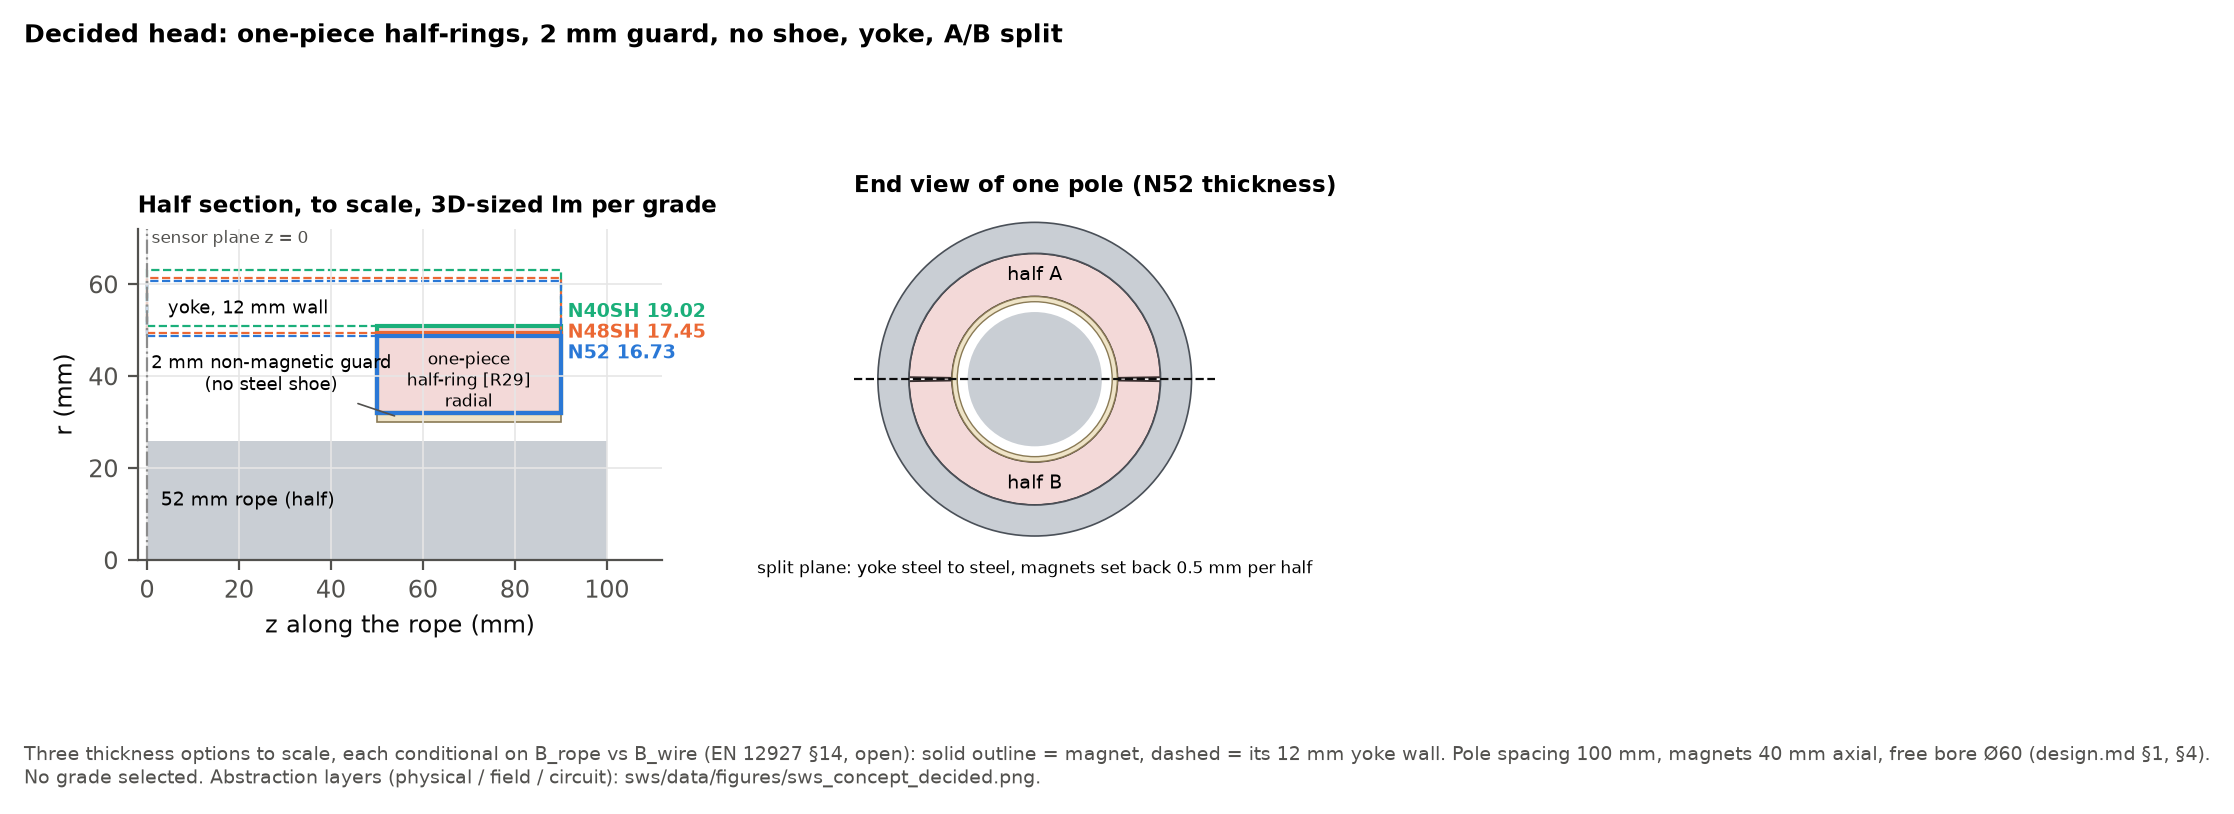 Decided head: one-piece half-rings, 2 mm guard, no shoe, yoke, A/B split
Half section, to scale, 3D-sized lm per grade
sensor plane z = 0
yoke, 12 mm wall
2 mm non-magnetic guard
(no steel shoe)
one-piece
half-ring [R29]
radial
N40SH 19.02
N48SH 17.45
N52 16.73
52 mm rope (half)
r (mm)
60
40
20
0
0 20 40 60 80 100
z along the rope (mm)
End view of one pole (N52 thickness)
half A
half B
split plane: yoke steel to steel, magnets set back 0.5 mm per half
Three thickness options to scale, each conditional on B_rope vs B_wire (EN 12927 §14, open): solid outline = magnet, dashed = its 12 mm yoke wall. Pole spacing 100 mm, magnets 40 mm axial, free bore Ø60 (design.md §1, §4).
No grade selected. Abstraction layers (physical / field / circuit): sws/data/figures/sws_concept_decided.png.